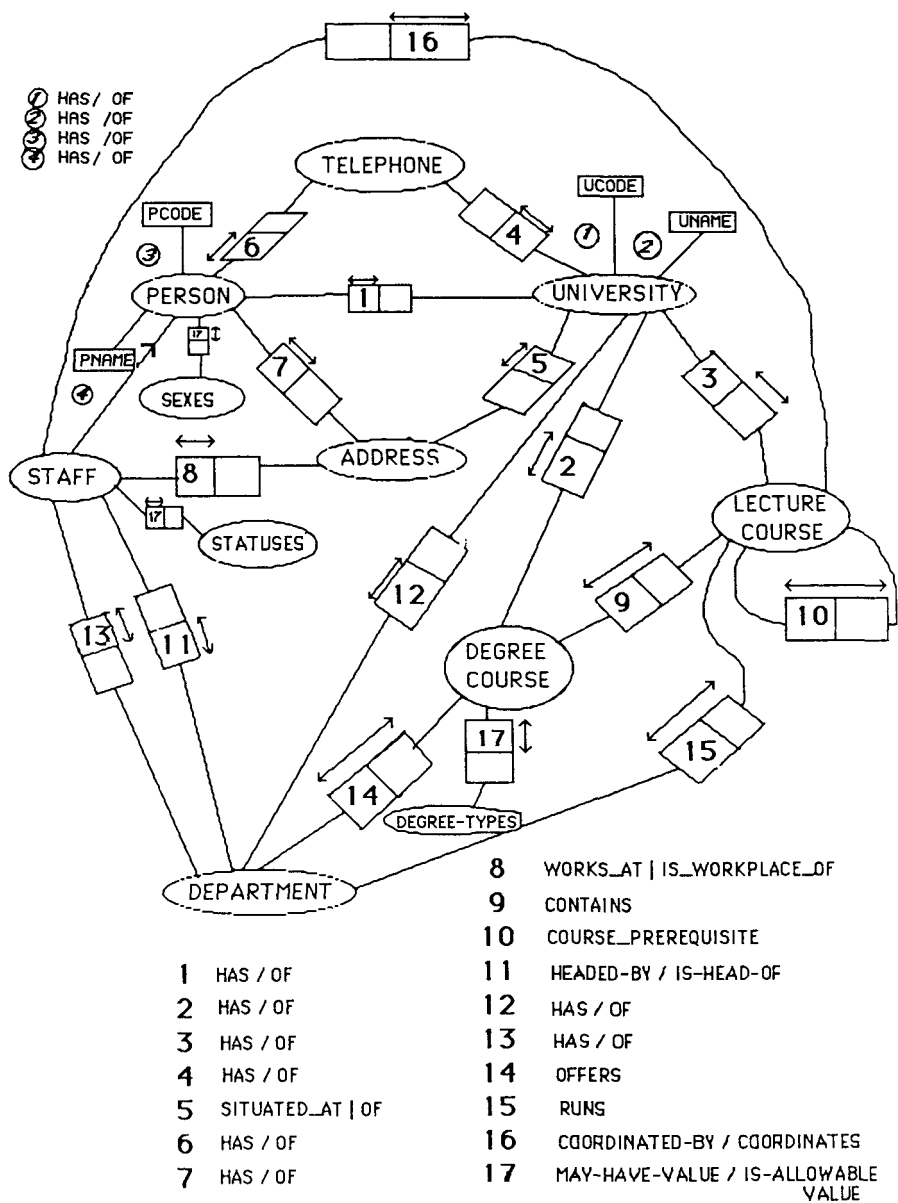 16
1 HAS / OF
2 HAS / OF
3 HAS / OF
4 HAS / OF
TELEPHONE
UCODE
PCODE
UNAME
6
4
1
2
3
PERSON
1
UNIVERSITY
PNAME
17
7
5
3
4
SEXES
2
STAFF
8
ADDRESS
LECTURE
COURSE
17
STATUSES
12
9
10
13
11
DEGREE
COURSE
17
15
14
DEGREE-TYPES
DEPARTMENT
8 WORKS_AT | IS_WORKPLACE_OF
9 CONTAINS
10 COURSE_PREREQUISITE
1 HAS / OF
11 HEADED-BY / IS-HEAD-OF
2 HAS / OF
12 HAS / OF
3 HAS / OF
13 HAS / OF
4 HAS / OF
14 OFFERS
5 SITUATED_AT | OF
15 RUNS
6 HAS / OF
16 COORDINATED-BY / COORDINATES
7 HAS / OF
17 MAY-HAVE-VALUE / IS-ALLOWABLE
VALUE